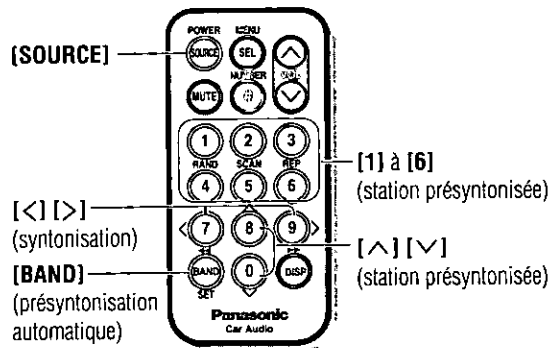 POWER MENU
SOURCE SEL
[SOURCE]
NUMBER
MUTE #
1 2 3
RAND SCAN REP
4 5 6
[1] à [6]
(station présyntonisée)
[<] [>]
(syntonisation)
< 7 8 9 >
[∧] [∨]
(station présyntonisée)
[BAND]
(présyntonisation
automatique)
BAND 0 DISP
SET
Panasonic
Car Audio